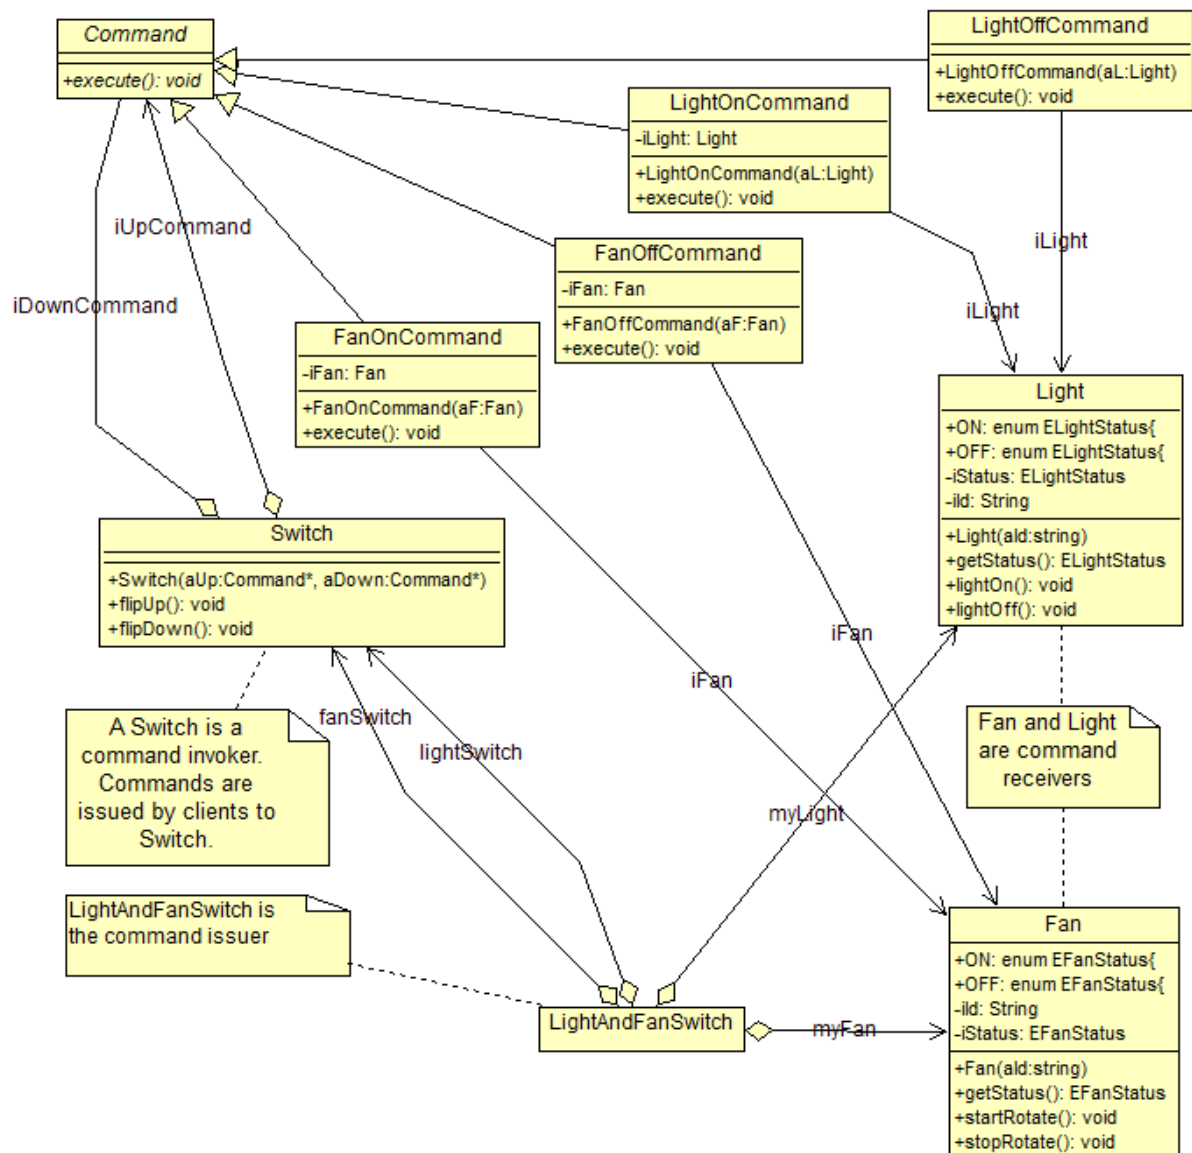 Command
+execute(): void
LightOffCommand
+LightOffCommand(aL:Light)
+execute(): void
LightOnCommand
-iLight: Light
+LightOnCommand(aL:Light)
+execute(): void
iUpCommand
iDownCommand
FanOffCommand
-iFan: Fan
+FanOffCommand(aF:Fan)
+execute(): void
iLight
iLight
FanOnCommand
-iFan: Fan
+FanOnCommand(aF:Fan)
+execute(): void
Light
+ON: enum ELightStatus{
+OFF: enum ELightStatus{
-iStatus: ELightStatus
-iId: String
+Light(aId:string)
+getStatus(): ELightStatus
+lightOn(): void
+lightOff(): void
Switch
+Switch(aUp:Command*, aDown:Command*)
+flipUp(): void
+flipDown(): void
iFan
iFan
fanSwitch
lightSwitch
myLight
A Switch is a
command invoker.
Commands are
issued by clients to
Switch.
Fan and Light
are command
receivers
LightAndFanSwitch is
the command issuer
LightAndFanSwitch
myFan
Fan
+ON: enum EFanStatus{
+OFF: enum EFanStatus{
-iId: String
-iStatus: EFanStatus
+Fan(aId:string)
+getStatus(): EFanStatus
+startRotate(): void
+stopRotate(): void